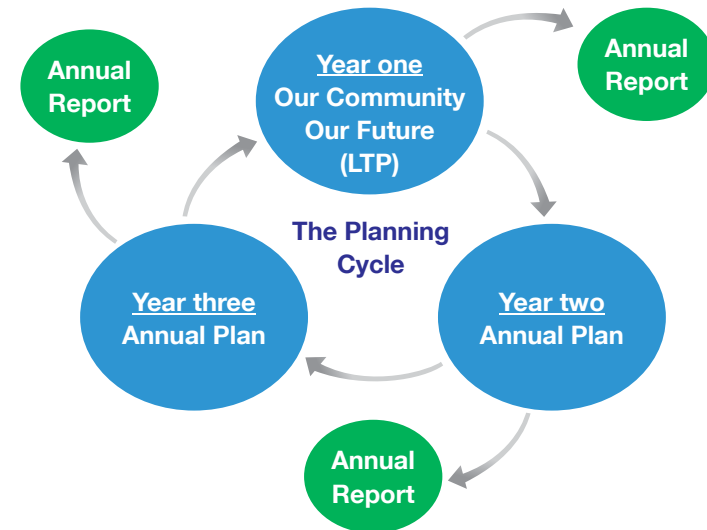 Annual
Report
Year one
Our Community
Our Future
(LTP)
Annual
Report
The Planning
Cycle
Year three
Annual Plan
Year two
Annual Plan
Annual
Report